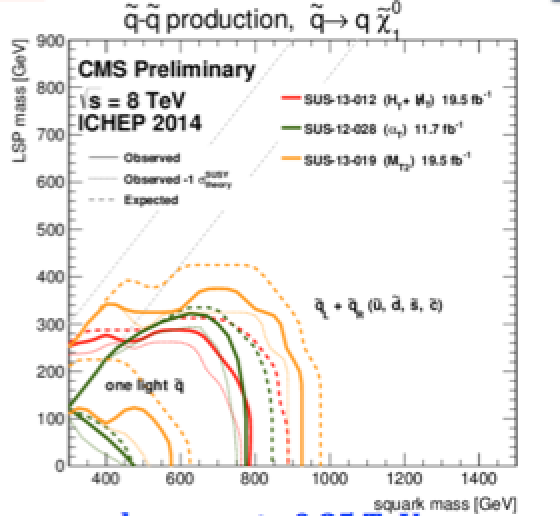 q̃-q̃ production, q̃→ q χ̃₁⁰
LSP mass [GeV]
900
800
700
600
500
400
300
200
100
0
CMS Preliminary
√s = 8 TeV
ICHEP 2014
Observed
Observed -1 σ^SUSY_theory
Expected
SUS-13-012 (H_T + H̸_T) 19.5 fb⁻¹
SUS-12-028 (α_T) 11.7 fb⁻¹
SUS-13-019 (M_T2) 19.5 fb⁻¹
q̃_L + q̃_R (ũ, d̃, s̃, c̃)
one light q̃
400 600 800 1000 1200 1400
squark mass [GeV]